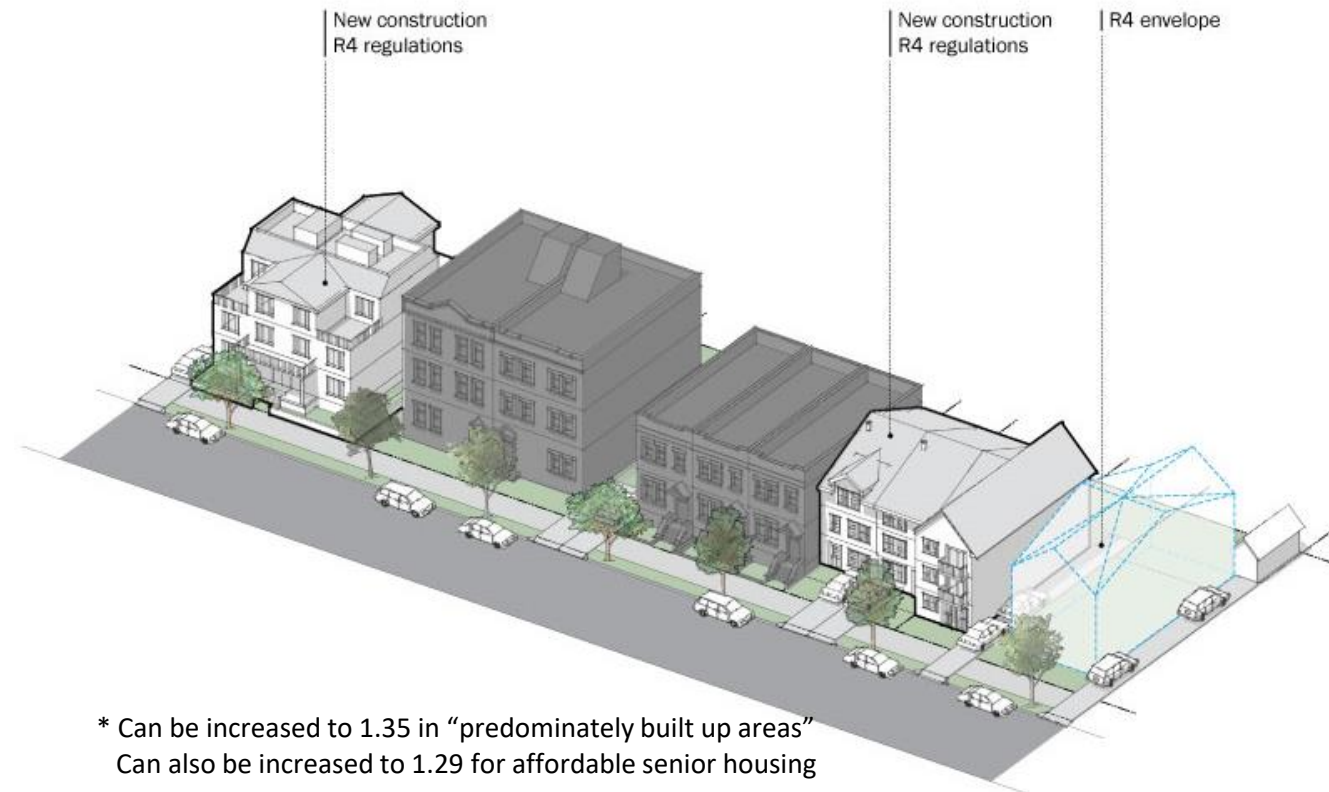 New construction
R4 regulations
New construction
R4 regulations
R4 envelope
* Can be increased to 1.35 in “predominately built up areas”
Can also be increased to 1.29 for affordable senior housing